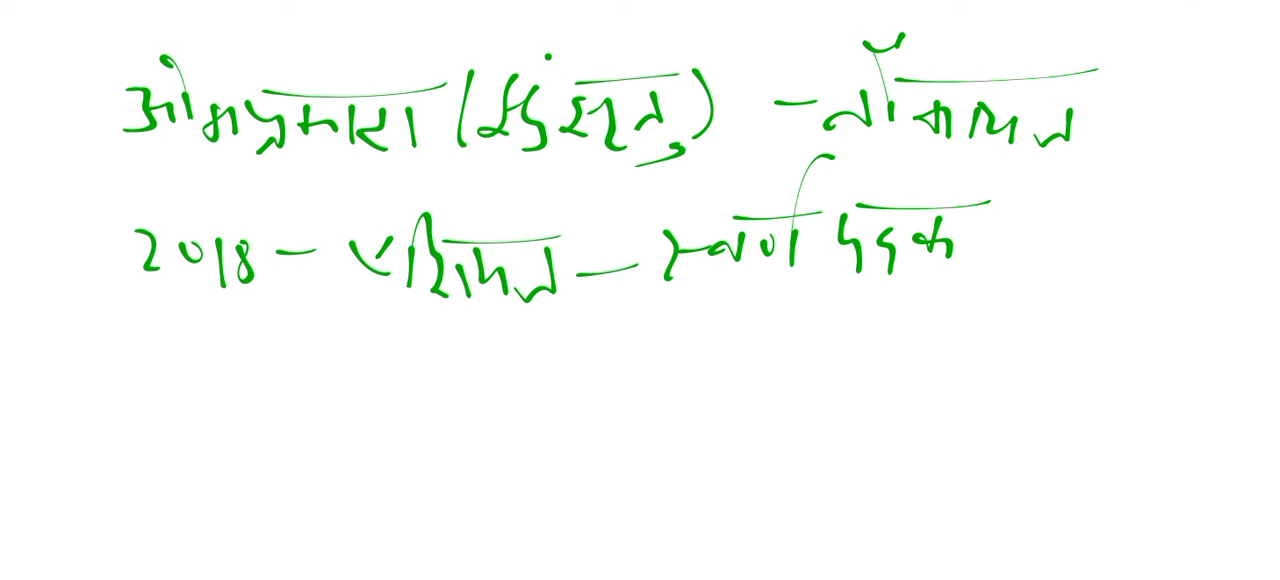 ओमप्रकाश (झुंझुनू) - नौकायन
2018 - एशियन - स्वर्ण पदक